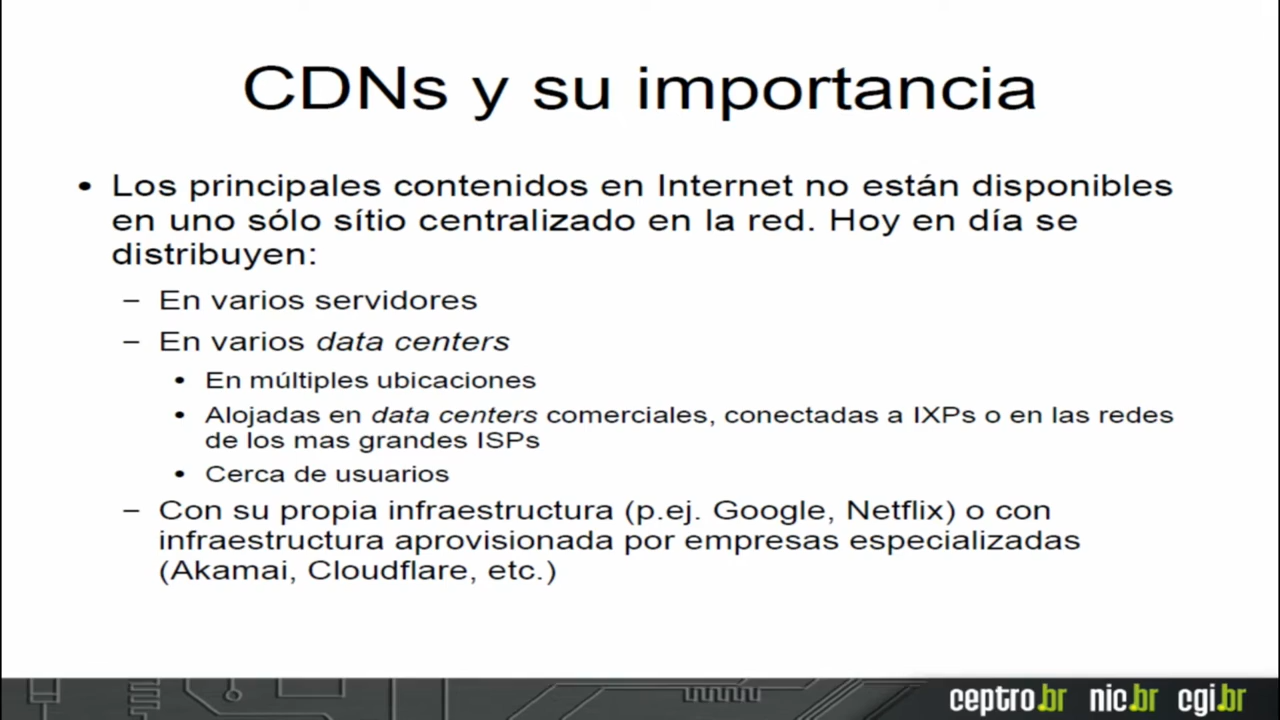 CDNs y su importancia
• Los principales contenidos en Internet no están disponibles
en uno sólo sítio centralizado en la red. Hoy en día se
distribuyen:
– En varios servidores
– En varios data centers
• En múltiples ubicaciones
• Alojadas en data centers comerciales, conectadas a IXPs o en las redes
de los mas grandes ISPs
• Cerca de usuarios
– Con su propia infraestructura (p.ej. Google, Netflix) o con
infraestructura aprovisionada por empresas especializadas
(Akamai, Cloudflare, etc.)
ceptro.br nic.br cgi.br